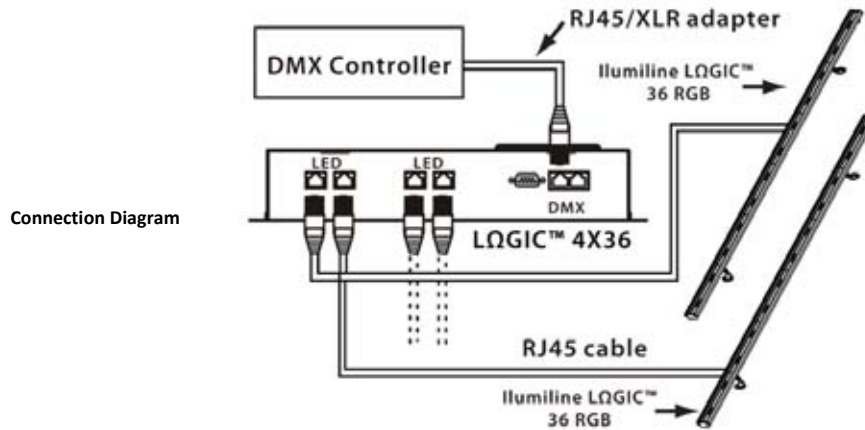 RJ45/XLR adapter
DMX Controller
Ilumiline LΩGIC™
36 RGB
LED
LED
DMX
Connection Diagram
LΩGIC™ 4X36
RJ45 cable
Ilumiline LΩGIC™
36 RGB